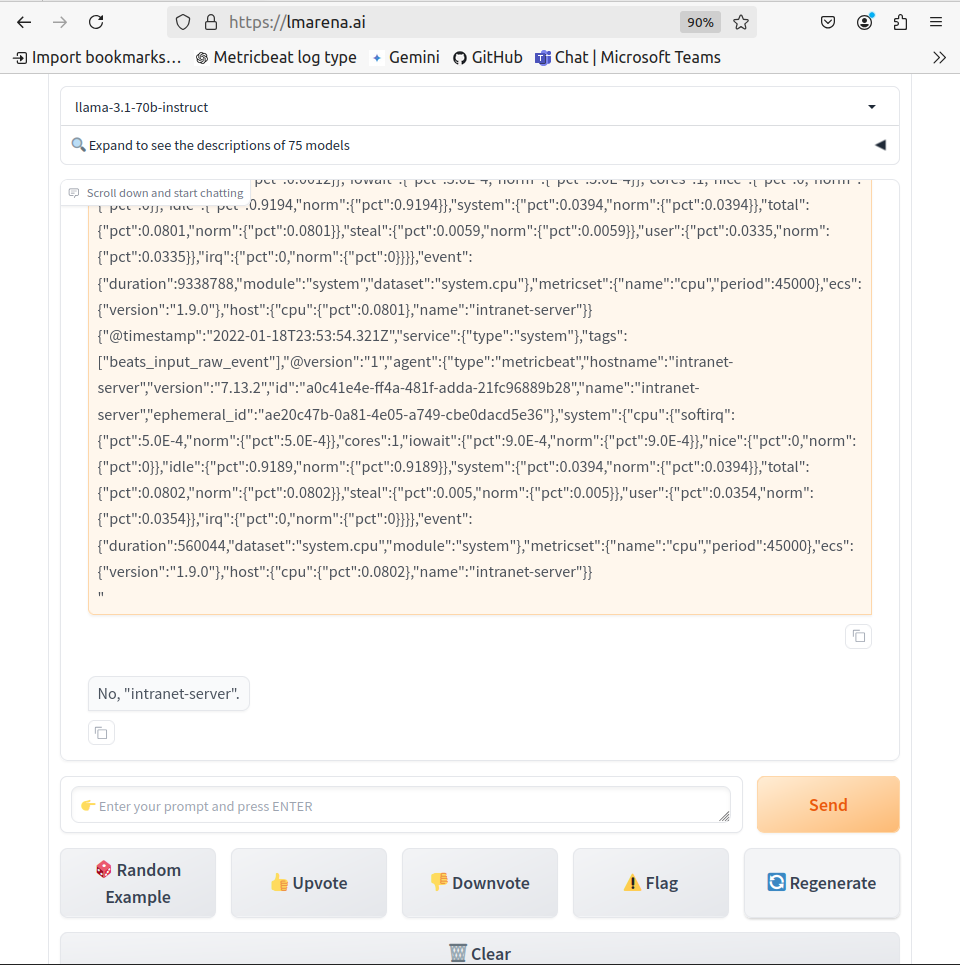 https://lmarena.ai
90%
Import bookmarks… Metricbeat log type Gemini GitHub Chat | Microsoft Teams
llama-3.1-70b-instruct
Expand to see the descriptions of 75 models
Scroll down and start chatting
pct":0.0012}},"iowait":{"pct":5.0E-4,"norm":{"pct":5.0E-4}},"cores":1,"nice":{"pct":0,"norm":
{"pct":0}},"idle":{"pct":0.9194,"norm":{"pct":0.9194}},"system":{"pct":0.0394,"norm":{"pct":0.0394}},"total":
{"pct":0.0801,"norm":{"pct":0.0801}},"steal":{"pct":0.0059,"norm":{"pct":0.0059}},"user":{"pct":0.0335,"norm":
{"pct":0.0335}},"irq":{"pct":0,"norm":{"pct":0}}}},"event":
{"duration":9338788,"module":"system","dataset":"system.cpu"},"metricset":{"name":"cpu","period":45000},"ecs":
{"version":"1.9.0"},"host":{"cpu":{"pct":0.0801},"name":"intranet-server"}}
{"@timestamp":"2022-01-18T23:53:54.321Z","service":{"type":"system"},"tags":
["beats_input_raw_event"],"@version":"1","agent":{"type":"metricbeat","hostname":"intranet-
server","version":"7.13.2","id":"a0c41e4e-ff4a-481f-adda-21fc96889b28","name":"intranet-
server","ephemeral_id":"ae20c47b-0a81-4e05-a749-cbe0dacd5e36"},"system":{"cpu":{"softirq":
{"pct":5.0E-4,"norm":{"pct":5.0E-4}},"cores":1,"iowait":{"pct":9.0E-4,"norm":{"pct":9.0E-4}},"nice":{"pct":0,"norm":
{"pct":0}},"idle":{"pct":0.9189,"norm":{"pct":0.9189}},"system":{"pct":0.0394,"norm":{"pct":0.0394}},"total":
{"pct":0.0802,"norm":{"pct":0.0802}},"steal":{"pct":0.005,"norm":{"pct":0.005}},"user":{"pct":0.0354,"norm":
{"pct":0.0354}},"irq":{"pct":0,"norm":{"pct":0}}}},"event":
{"duration":560044,"dataset":"system.cpu","module":"system"},"metricset":{"name":"cpu","period":45000},"ecs":
{"version":"1.9.0"},"host":{"cpu":{"pct":0.0802},"name":"intranet-server"}}
"
No, "intranet-server".
Enter your prompt and press ENTER
Send
Random
Example
Upvote
Downvote
Flag
Regenerate
Clear